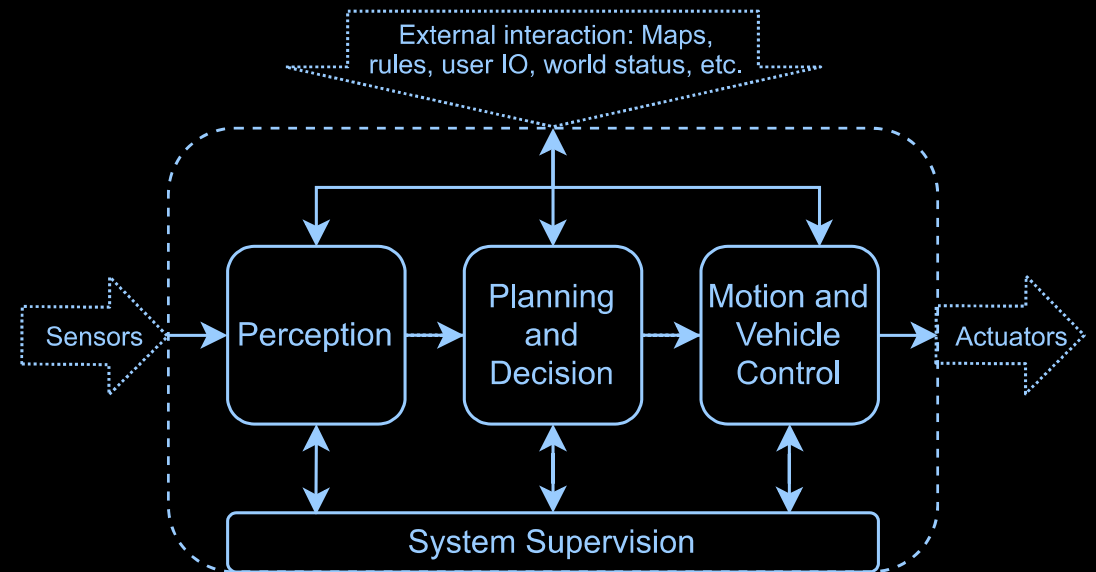 External interaction: Maps,
rules, user IO, world status, etc.
Sensors
Perception
Planning
and
Decision
Motion and
Vehicle
Control
Actuators
System Supervision